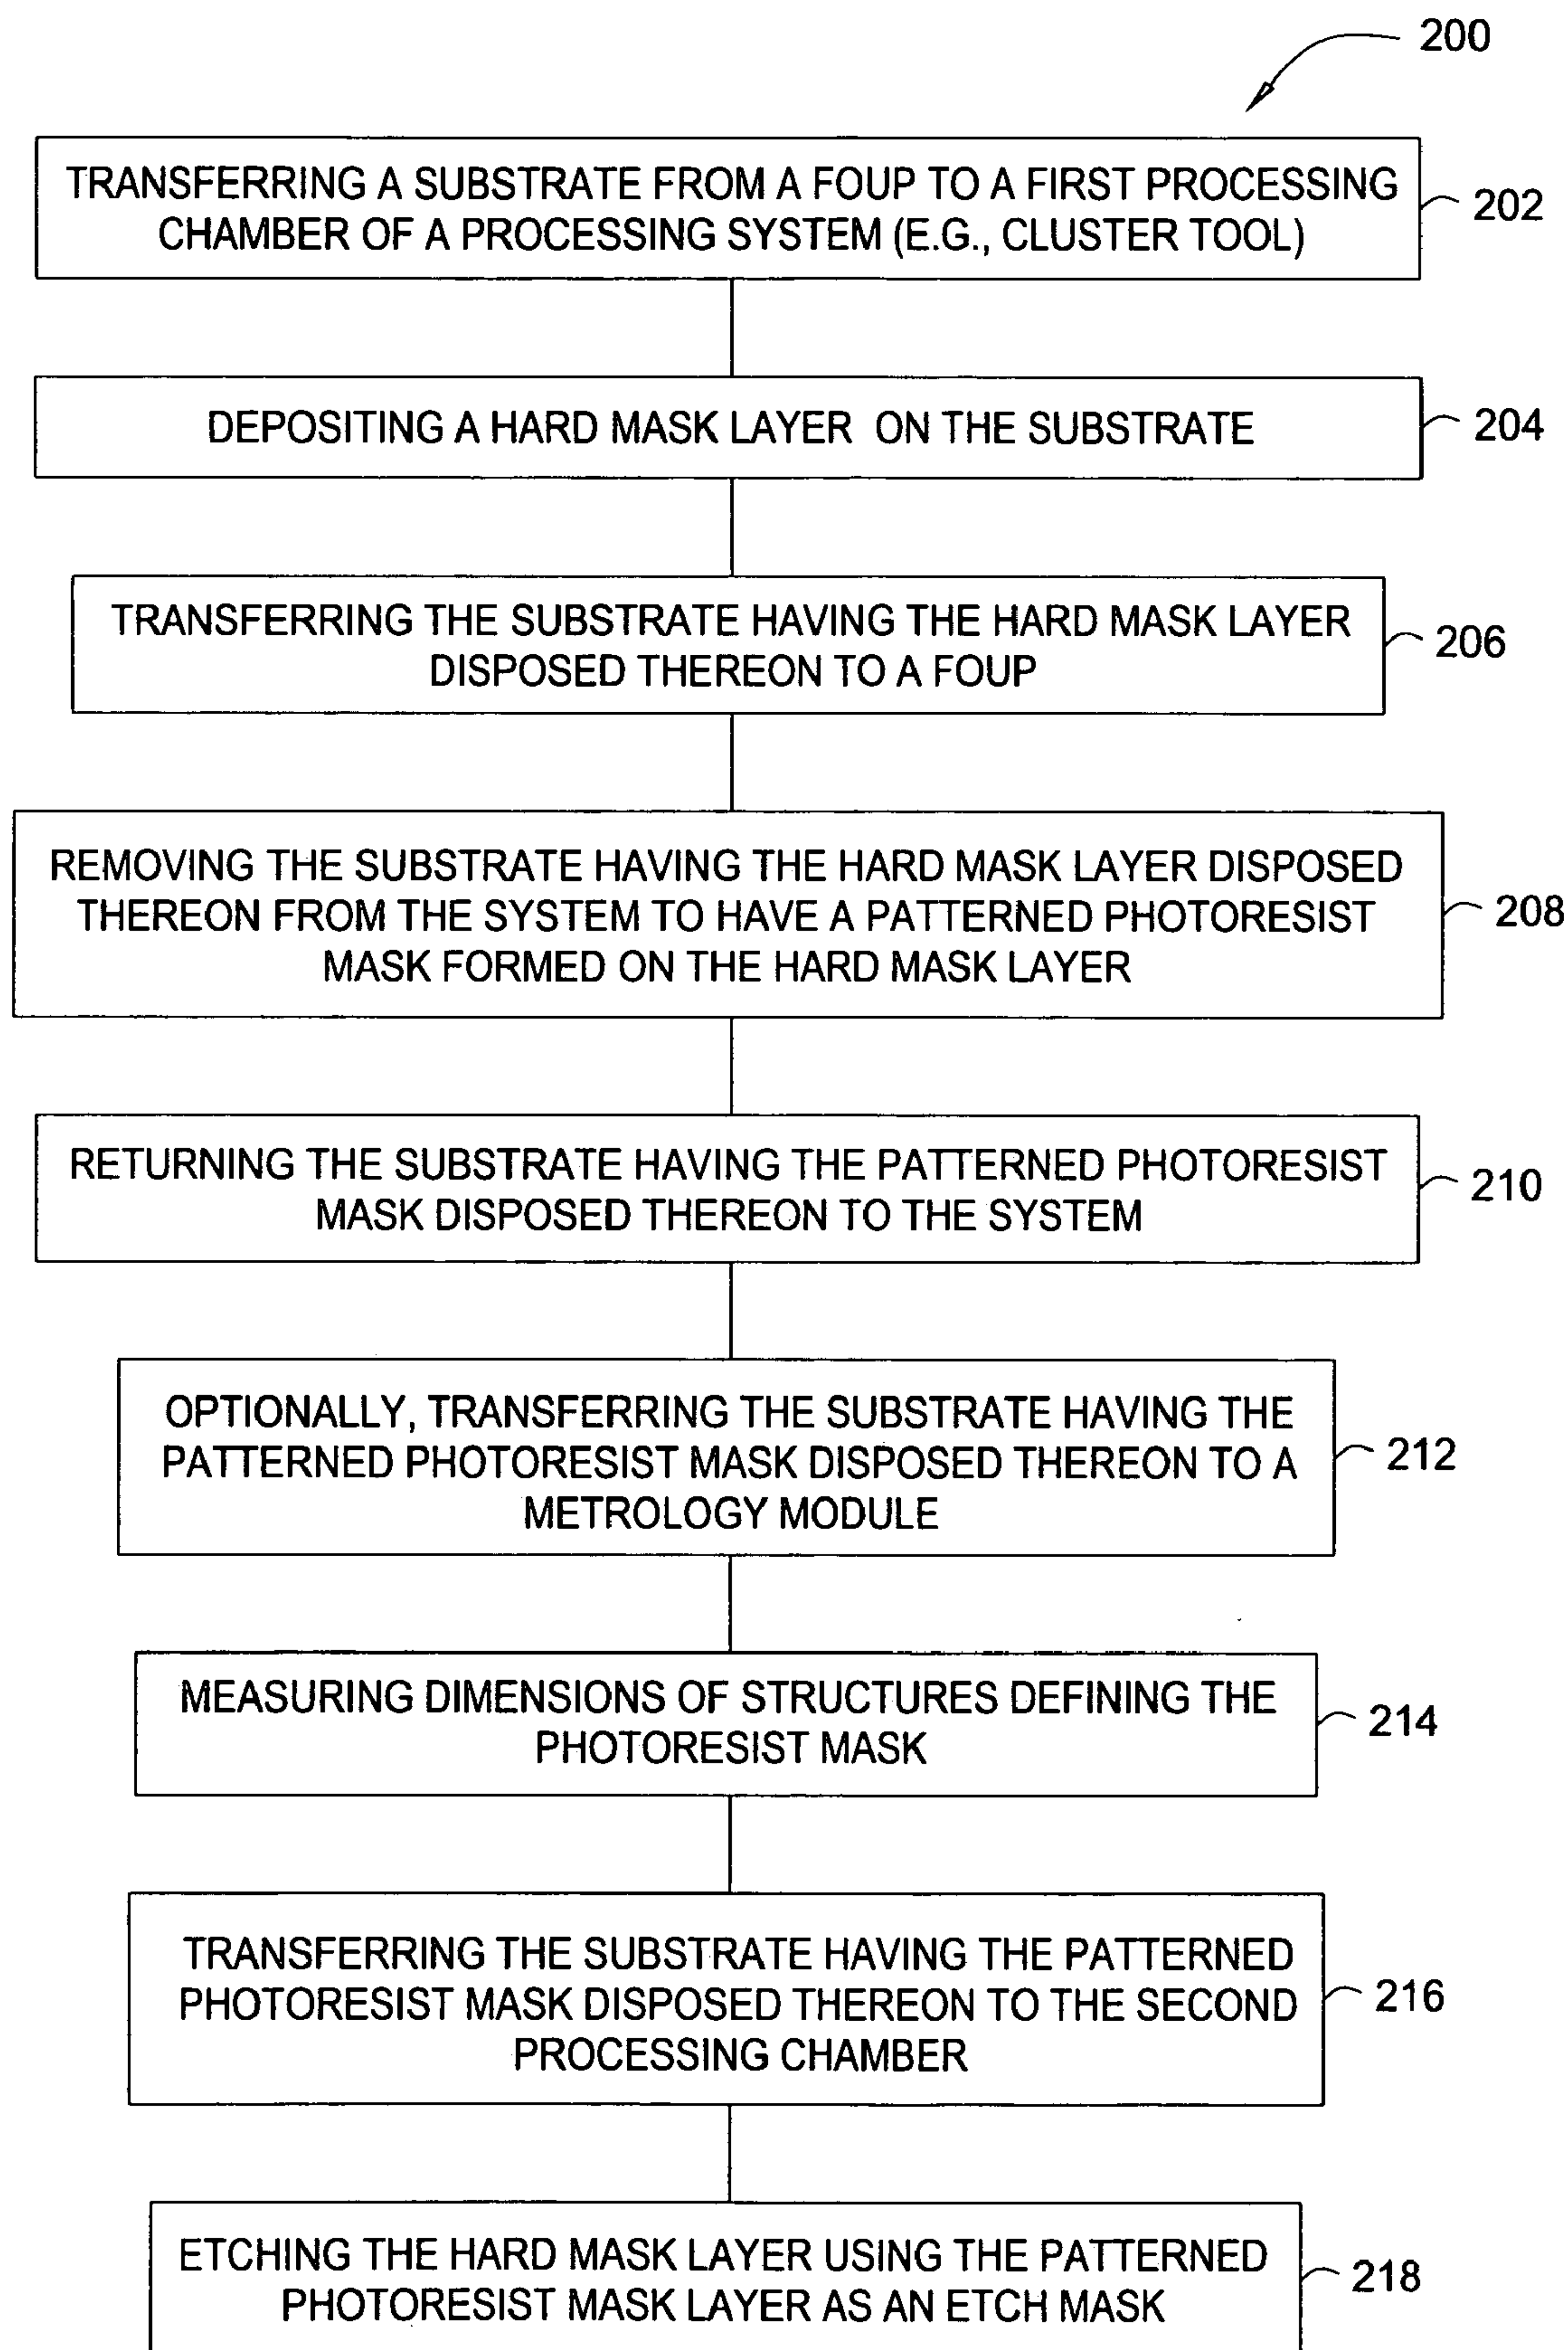 200
TRANSFERRING A SUBSTRATE FROM A FOUP TO A FIRST PROCESSING
CHAMBER OF A PROCESSING SYSTEM (E.G., CLUSTER TOOL)
202
DEPOSITING A HARD MASK LAYER ON THE SUBSTRATE
204
TRANSFERRING THE SUBSTRATE HAVING THE HARD MASK LAYER
DISPOSED THEREON TO A FOUP
206
REMOVING THE SUBSTRATE HAVING THE HARD MASK LAYER DISPOSED
THEREON FROM THE SYSTEM TO HAVE A PATTERNED PHOTORESIST
MASK FORMED ON THE HARD MASK LAYER
208
RETURNING THE SUBSTRATE HAVING THE PATTERNED PHOTORESIST
MASK DISPOSED THEREON TO THE SYSTEM
210
OPTIONALLY, TRANSFERRING THE SUBSTRATE HAVING THE
PATTERNED PHOTORESIST MASK DISPOSED THEREON TO A
METROLOGY MODULE
212
MEASURING DIMENSIONS OF STRUCTURES DEFINING THE
PHOTORESIST MASK
214
TRANSFERRING THE SUBSTRATE HAVING THE PATTERNED
PHOTORESIST MASK DISPOSED THEREON TO THE SECOND
PROCESSING CHAMBER
216
ETCHING THE HARD MASK LAYER USING THE PATTERNED
PHOTORESIST MASK LAYER AS AN ETCH MASK
218